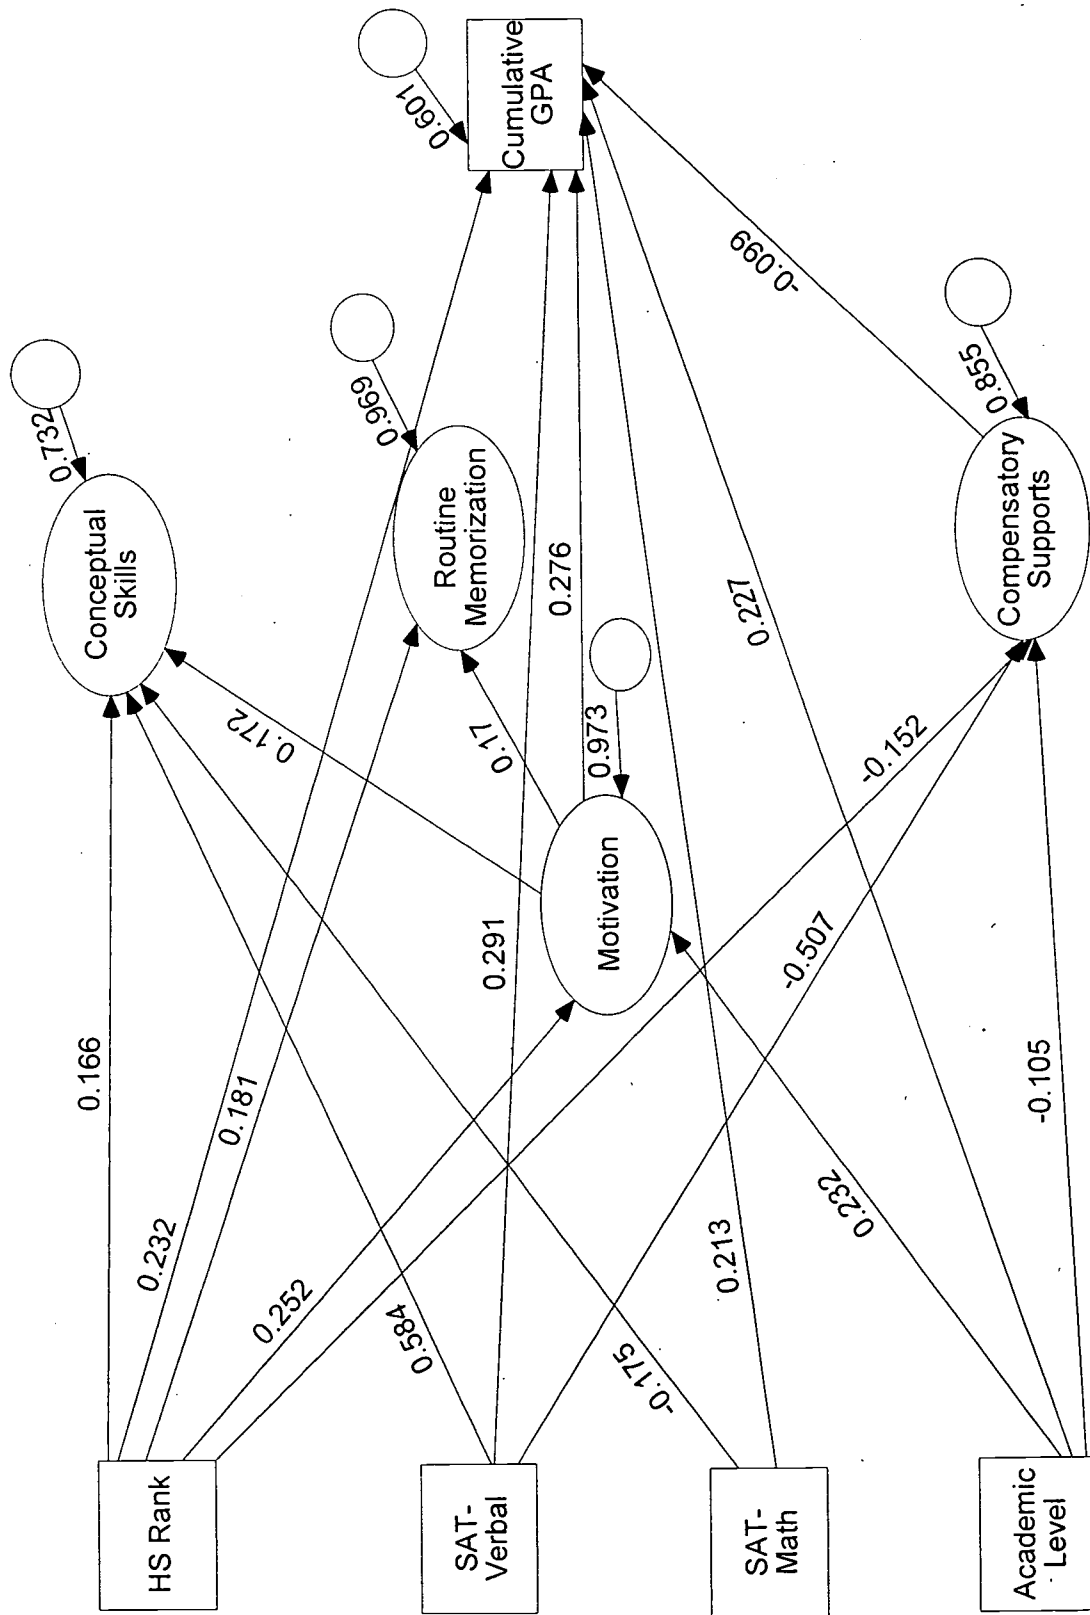 HS Rank
SAT-
Verbal
SAT-
Math
Academic
Level
0.166
0.232
0.181
0.252
0.584
-0.175
0.291
0.213
0.232
-0.507
-0.105
-0.152
0.172
0.17
0.973
0.276
0.227
Motivation
Conceptual
Skills
0.732
Routine
Memorization
0.969
Compensatory
Supports
0.855
-0.099
0.601
Cumulative
GPA